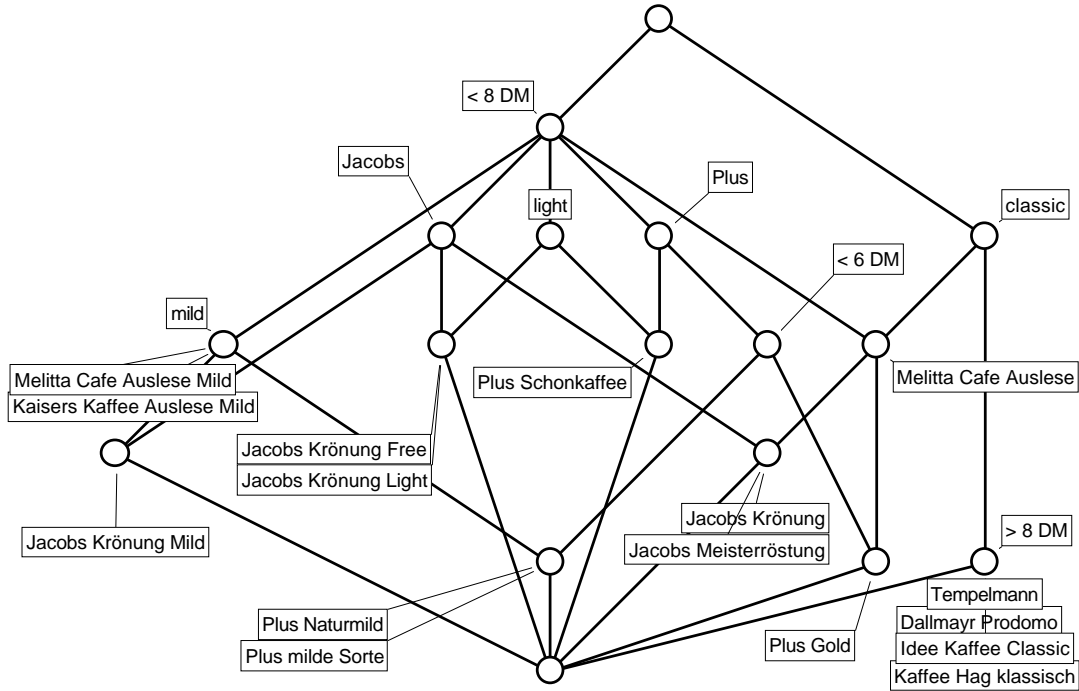 < 8 DM
Jacobs
Plus
light
classic
< 6 DM
mild
Melitta Cafe Auslese Mild
Kaisers Kaffee Auslese Mild
Plus Schonkaffee
Melitta Cafe Auslese
Jacobs Krönung Free
Jacobs Krönung Light
Jacobs Krönung Mild
Jacobs Krönung
Jacobs Meisterröstung
> 8 DM
Plus Naturmild
Plus milde Sorte
Plus Gold
Tempelmann
Dallmayr Prodomo
Idee Kaffee Classic
Kaffee Hag klassisch